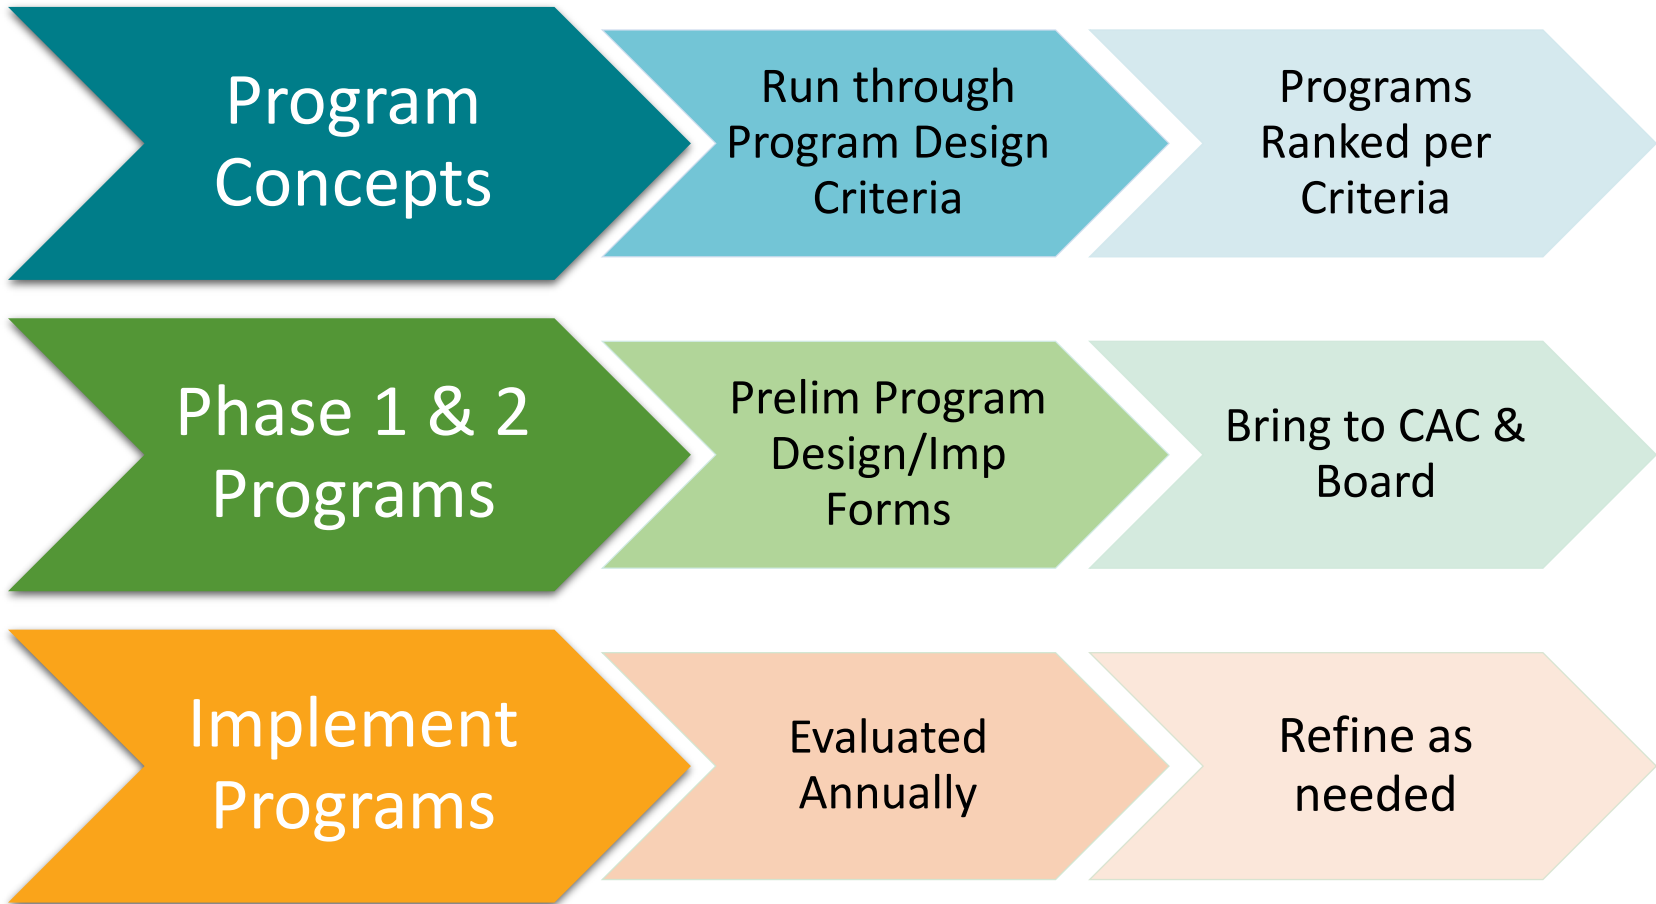 Program
Concepts
Run through
Program Design
Criteria
Programs
Ranked per
Criteria
Phase 1 & 2
Programs
Prelim Program
Design/Imp
Forms
Bring to CAC &
Board
Implement
Programs
Evaluated
Annually
Refine as
needed